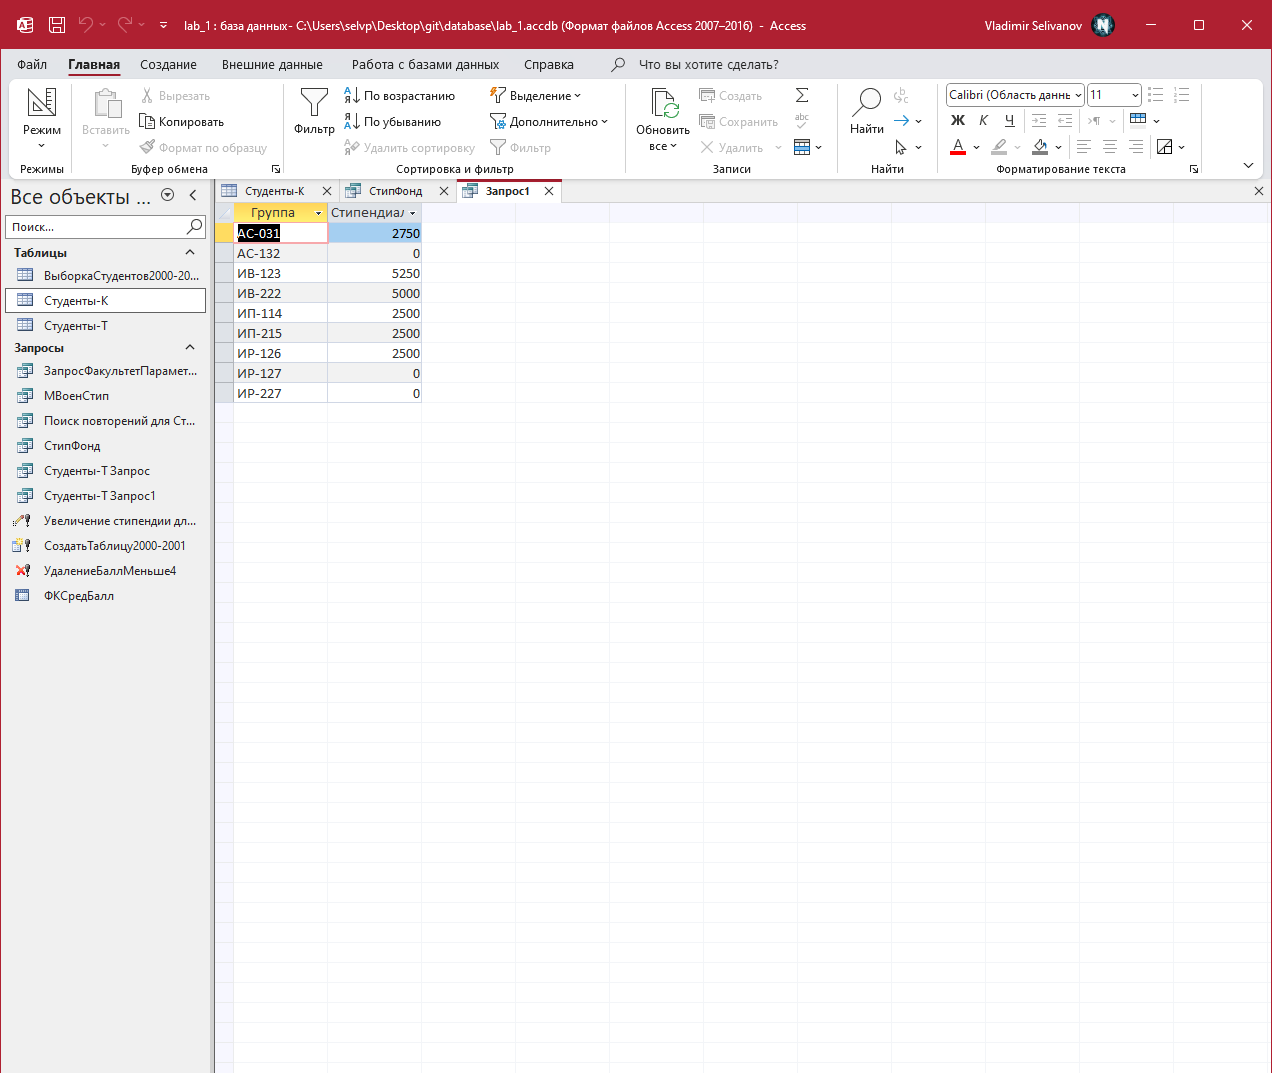 lab_1 : база данных- C:\Users\selvp\Desktop\git\database\lab_1.accdb (Формат файлов Access 2007–2016) - Access
Vladimir Selivanov
Файл Главная Создание Внешние данные Работа с базами данных Справка Что вы хотите сделать?
Режим
Режимы
Вставить
Вырезать
Копировать
Формат по образцу
Буфер обмена
Фильтр
По возрастанию
По убыванию
Удалить сортировку
Выделение
Дополнительно
Фильтр
Сортировка и фильтр
Обновить
все
Создать
Сохранить
Удалить
Записи
Найти
Найти
Calibri (Область даннь 11
Ж К Ч
Форматирование текста
Все объекты ...
Поиск...
Таблицы
ВыборкаСтудентов2000-20...
Студенты-К
Студенты-Т
Запросы
ЗапросФакультетПарамет...
МВоенСтип
Поиск повторений для Ст...
СтипФонд
Студенты-Т Запрос
Студенты-Т Запрос1
Увеличение стипендии дл...
СоздатьТаблицу2000-2001
УдалениеБаллМеньше4
ФКСредБалл
Студенты-К СтипФонд Запрос1
Группа Стипендиал
АС-031 2750
АС-132 0
ИВ-123 5250
ИВ-222 5000
ИП-114 2500
ИП-215 2500
ИР-126 2500
ИР-127 0
ИР-227 0